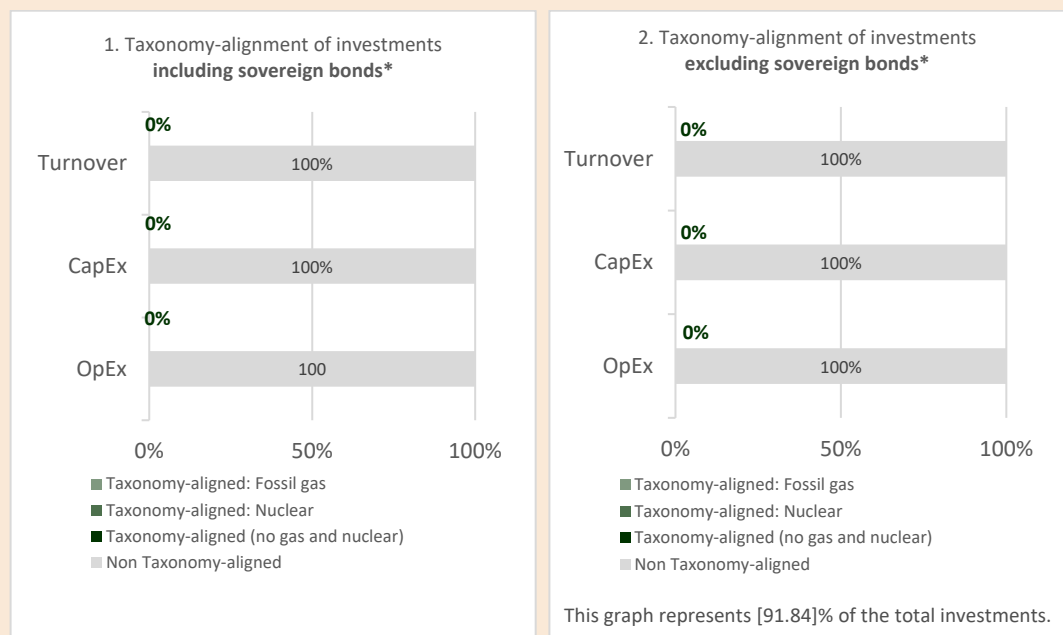 1. Taxonomy-alignment of investments
including sovereign bonds*
0%
Turnover
100%
0%
CapEx
100%
0%
OpEx
100
0%
50%
100%
Taxonomy-aligned: Fossil gas
Taxonomy-aligned: Nuclear
Taxonomy-aligned (no gas and nuclear)
Non Taxonomy-aligned
2. Taxonomy-alignment of investments
excluding sovereign bonds*
0%
Turnover
100%
0%
CapEx
100%
0%
OpEx
100%
0%
50%
100%
Taxonomy-aligned: Fossil gas
Taxonomy-aligned: Nuclear
Taxonomy-aligned (no gas and nuclear)
Non Taxonomy-aligned
This graph represents [91.84]% of the total investments.